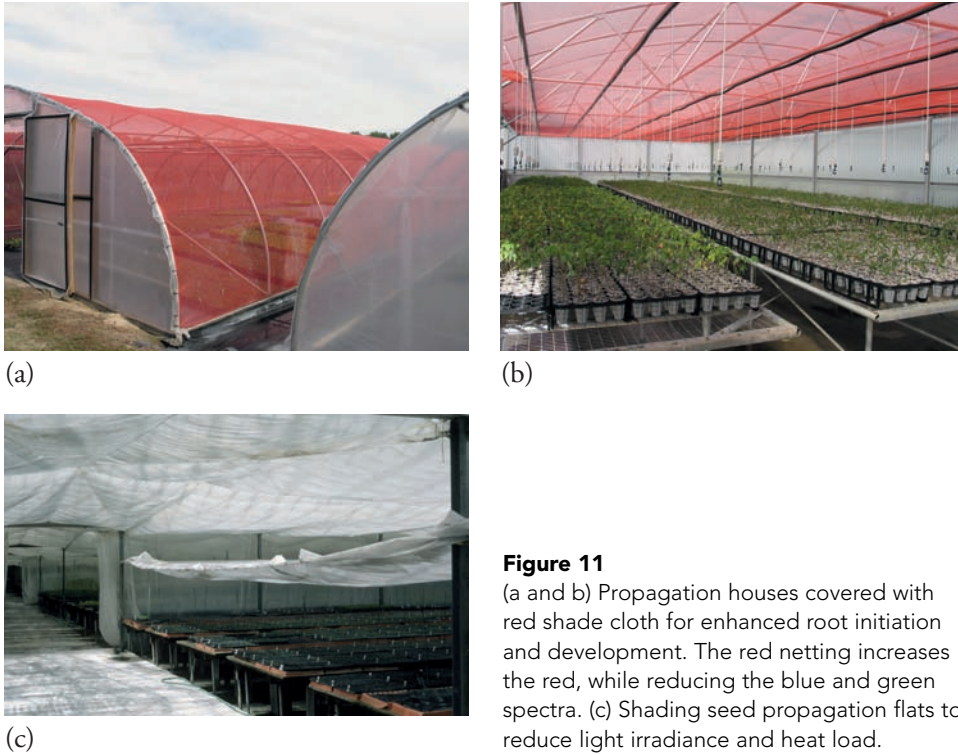 (a)
(b)
(c)
Figure 11
(a and b) Propagation houses covered with
red shade cloth for enhanced root initiation
and development. The red netting increases
the red, while reducing the blue and green
spectra. (c) Shading seed propagation flats to
reduce light irradiance and heat load.